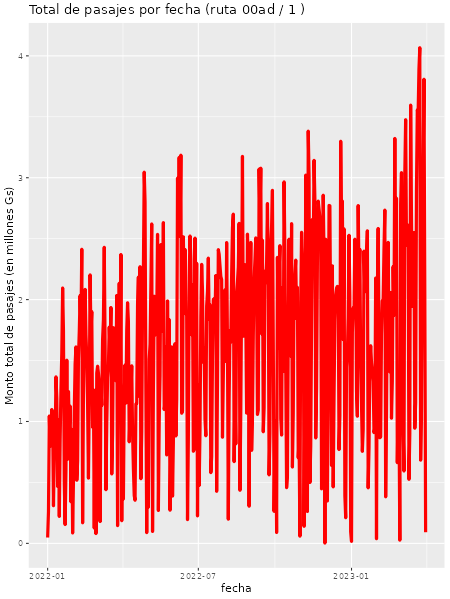 Total de pasajes por fecha (ruta 00ad / 1 )
Monto total de pasajes (en millones Gs)
4
3
2
1
0
2022-01
2022-07
2023-01
fecha